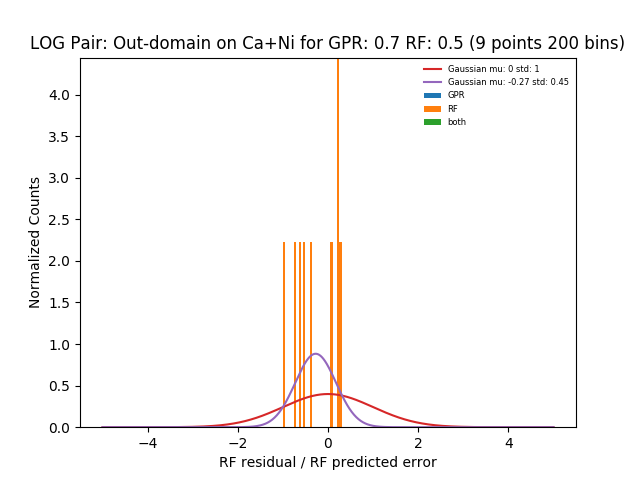 LOG Pair: Out-domain on Ca+Ni for GPR: 0.7 RF: 0.5 (9 points 200 bins)
Gaussian mu: 0 std: 1
Gaussian mu: -0.27 std: 0.45
GPR
RF
both
Normalized Counts
4.0
3.5
3.0
2.5
2.0
1.5
1.0
0.5
0.0
−4 −2 0 2 4
RF residual / RF predicted error